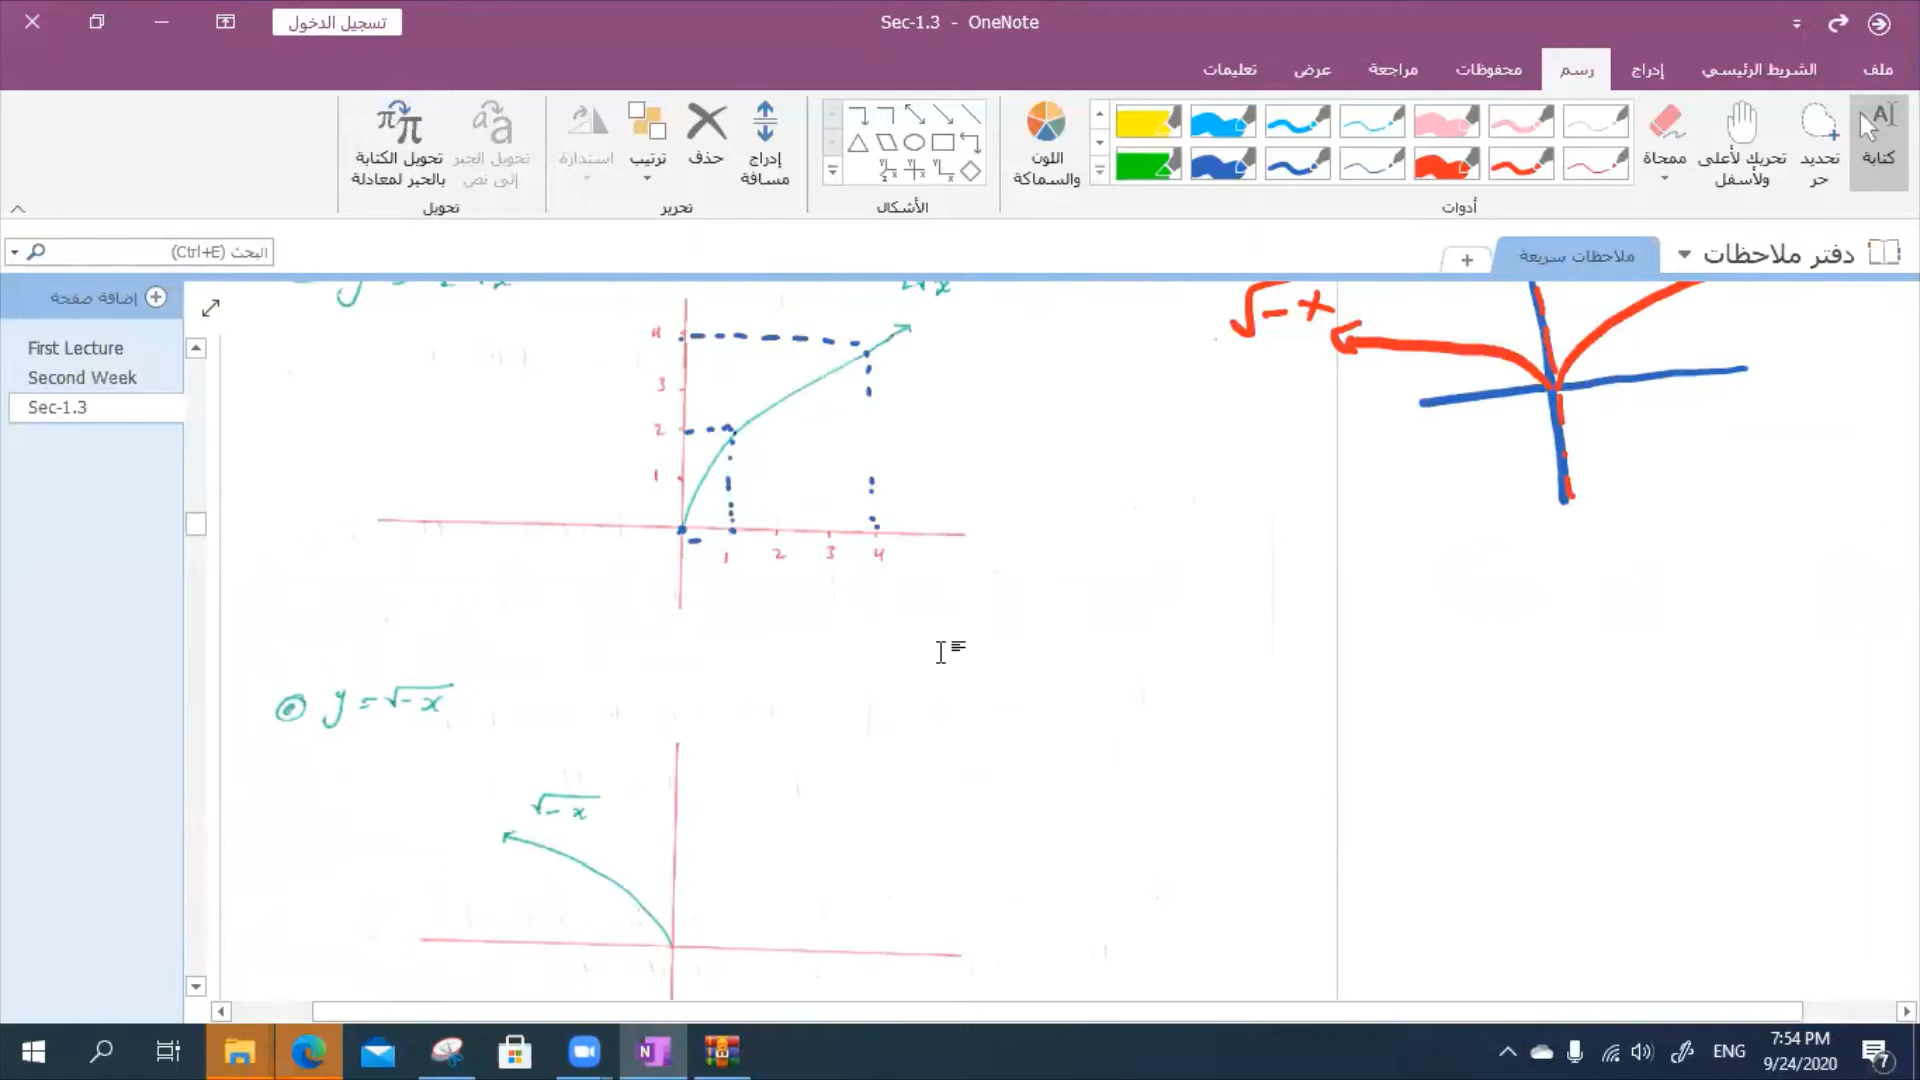 تسجيل الدخول
Sec-1.3 - OneNote
ملف
الشريط الرئيسي
إدراج
رسم
محفوظات
مراجعة
عرض
تعليمات
كتابة
تحديد حر
تحريك لأعلى ولأسفل
ممحاة
أدوات
اللون والسماكة
الأشكال
إدراج مسافة
حذف
ترتيب
استدارة
تحرير
تحويل الحبر إلى نص
تحويل الكتابة بالحبر لمعادلة
تحويل
دفتر ملاحظات
ملاحظات سريعة
البحث (Ctrl+E)
إضافة صفحة
First Lecture
Second Week
Sec-1.3
√-x
4
3
2
1
1 2 3 4
y = √-x
√-x
ENG
7:54 PM
9/24/2020
7